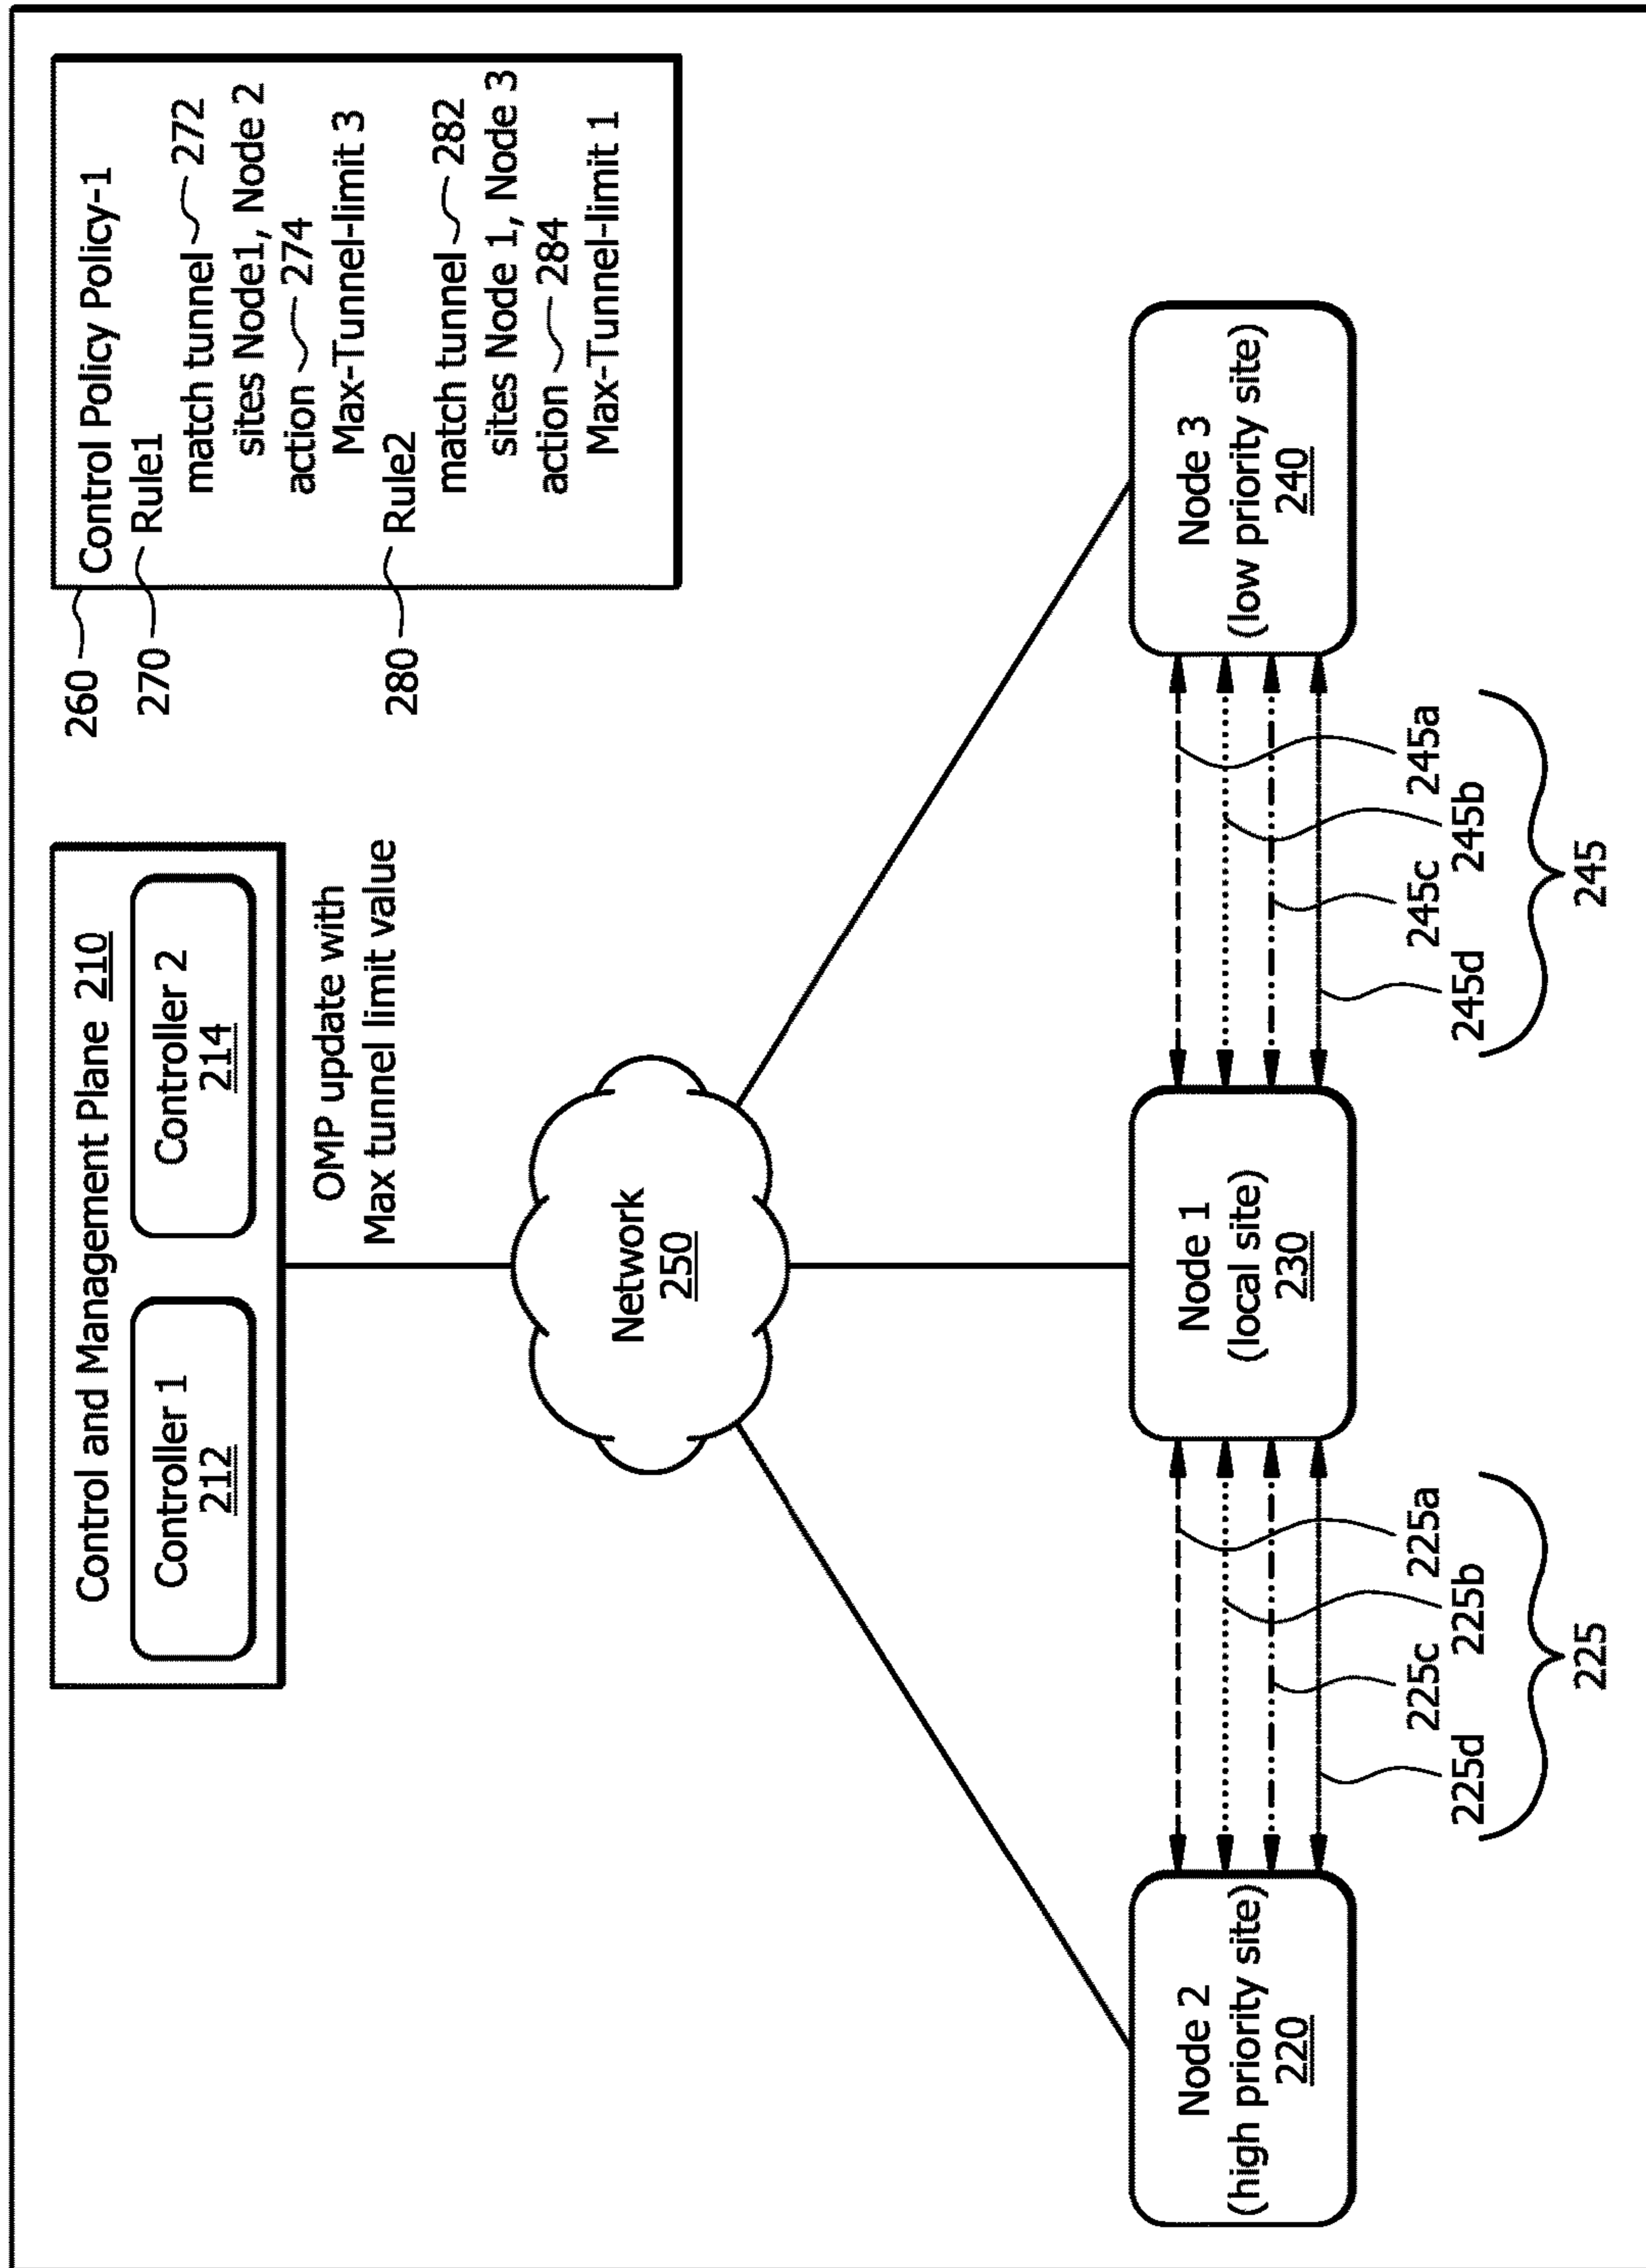 Control and Management Plane 210
Controller 1
212
Controller 2
214
OMP update with
Max tunnel limit value
260
Control Policy Policy-1
270
Rule1
match tunnel 272
sites Node1, Node 2
action 274
Max-Tunnel-limit 3
280
Rule2
match tunnel 282
sites Node 1, Node 3
action 284
Max-Tunnel-limit 1
Network
250
Node 2
(high priority site)
220
Node 1
(local site)
230
Node 3
(low priority site)
240
225a
225b
225c
225d
225
245a
245b
245c
245d
245